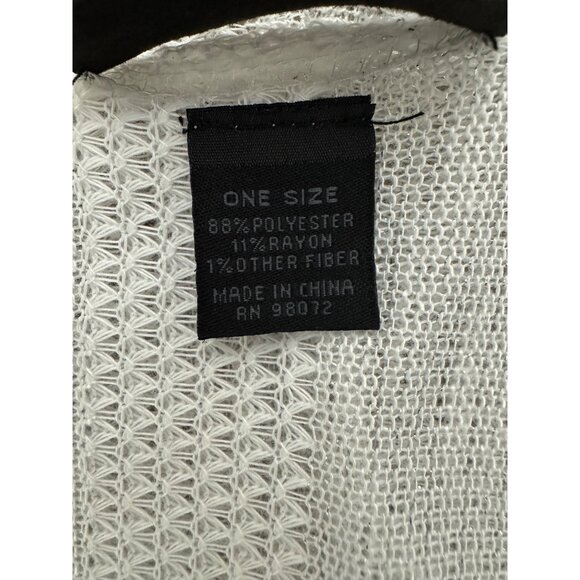 ONE SIZE
88%POLYESTER
11%RAYON
1%OTHER FIBER
MADE IN CHINA
RN 98072